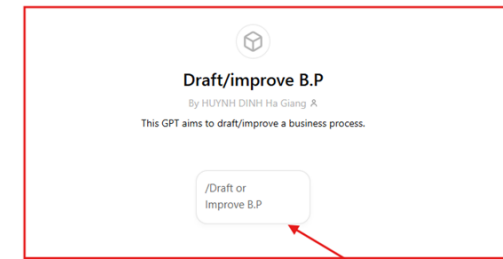 Draft/improve B.P
By HUYNH DINH Ha Giang
This GPT aims to draft/improve a business process.
/Draft or
Improve B.P